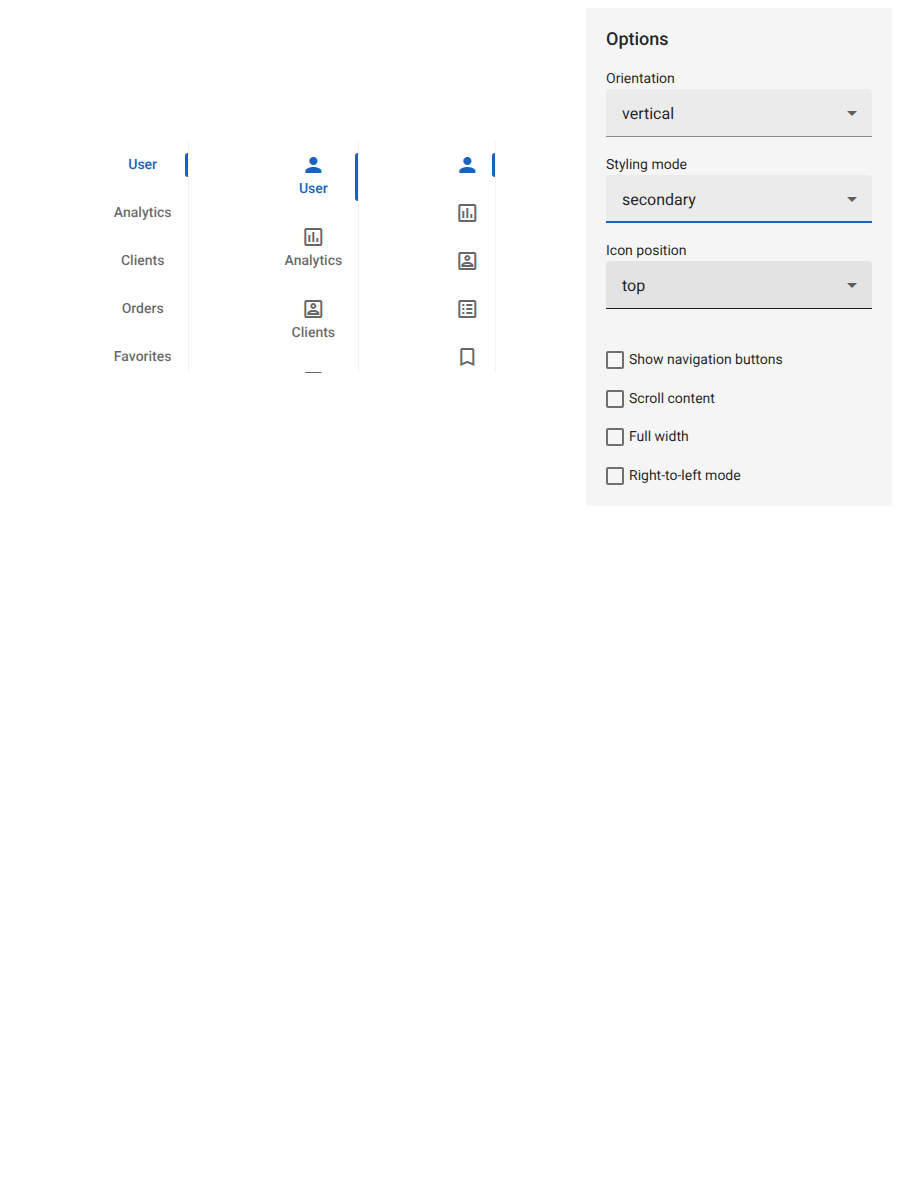 User
Analytics
Clients
Orders
Favorites
User
Analytics
Clients
Options
Orientation
vertical
Styling mode
secondary
Icon position
top
Show navigation buttons
Scroll content
Full width
Right-to-left mode